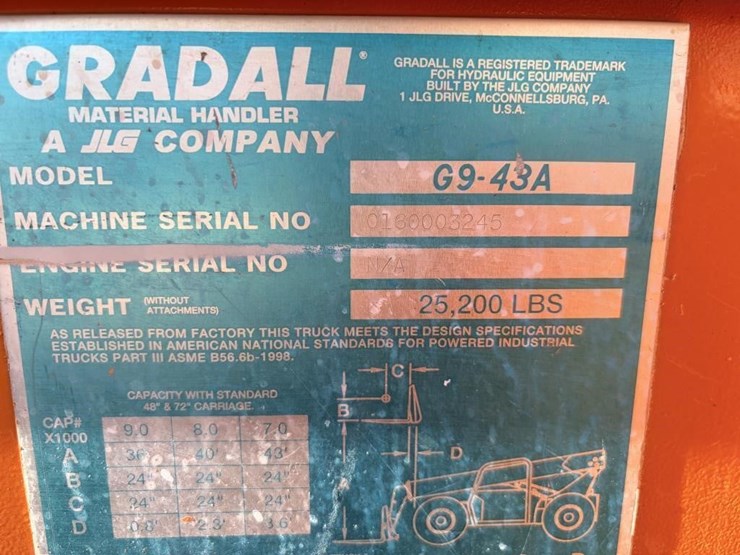 GRADALL®
MATERIAL HANDLER
A JLG COMPANY
GRADALL IS A REGISTERED TRADEMARK
FOR HYDRAULIC EQUIPMENT
BUILT BY THE JLG COMPANY
1 JLG DRIVE, McCONNELLSBURG, PA.
U.S.A.
MODEL G9-43A
MACHINE SERIAL NO 0160003245
ENGINE SERIAL NO N/A
WEIGHT (WITHOUT ATTACHMENTS) 25,200 LBS
AS RELEASED FROM FACTORY THIS TRUCK MEETS THE DESIGN SPECIFICATIONS
ESTABLISHED IN AMERICAN NATIONAL STANDARDS FOR POWERED INDUSTRIAL
TRUCKS PART III ASME B56.6b-1998.
CAPACITY WITH STANDARD
48" & 72" CARRIAGE
CAP# X1000 9.0 8.0 7.0
A 36' 40' 43'
B 24" 24" 24"
C 24" 24" 24"
D 0.8' 2.3' 3.6'
C
B
D